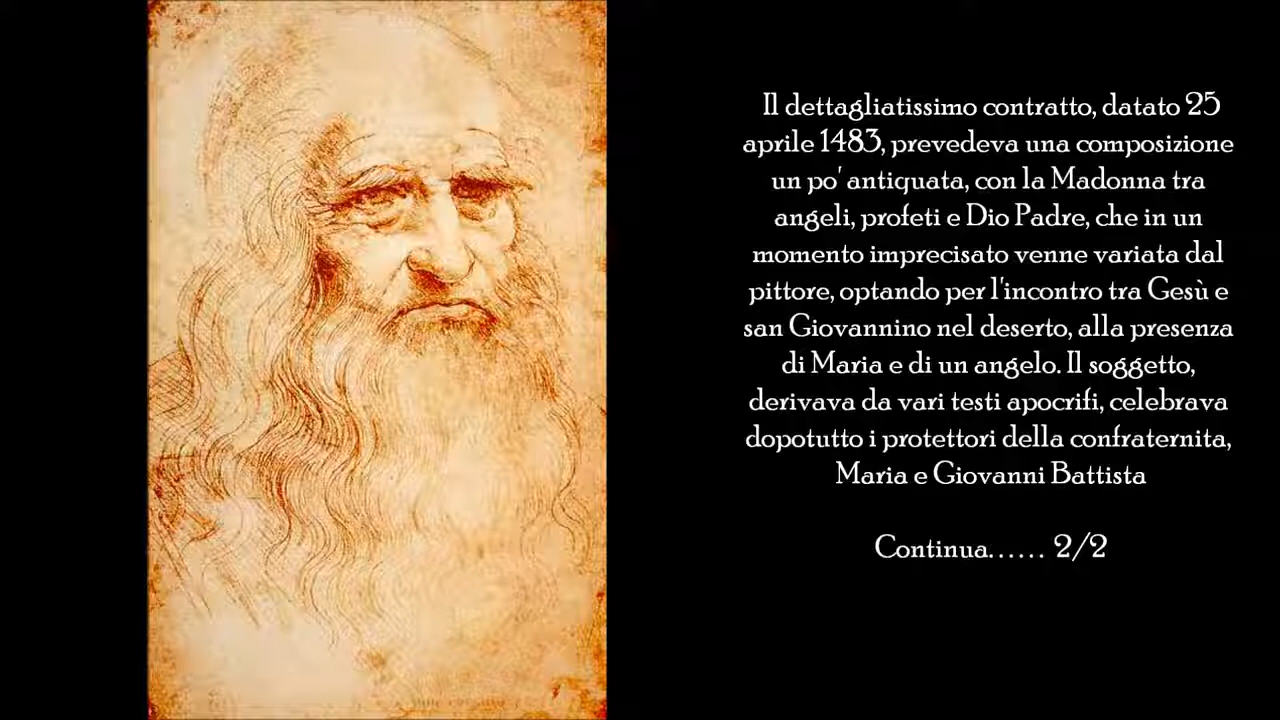 Il dettagliatissimo contratto, datato 25
aprile 1483, prevedeva una composizione
un po' antiquata, con la Madonna tra
angeli, profeti e Dio Padre, che in un
momento imprecisato venne variata dal
pittore, optando per l'incontro tra Gesù e
san Giovannino nel deserto, alla presenza
di Maria e di un angelo. Il soggetto,
derivava da vari testi apocrifi, celebrava
dopotutto i protettori della confraternita,
Maria e Giovanni Battista
Continua...... 2/2